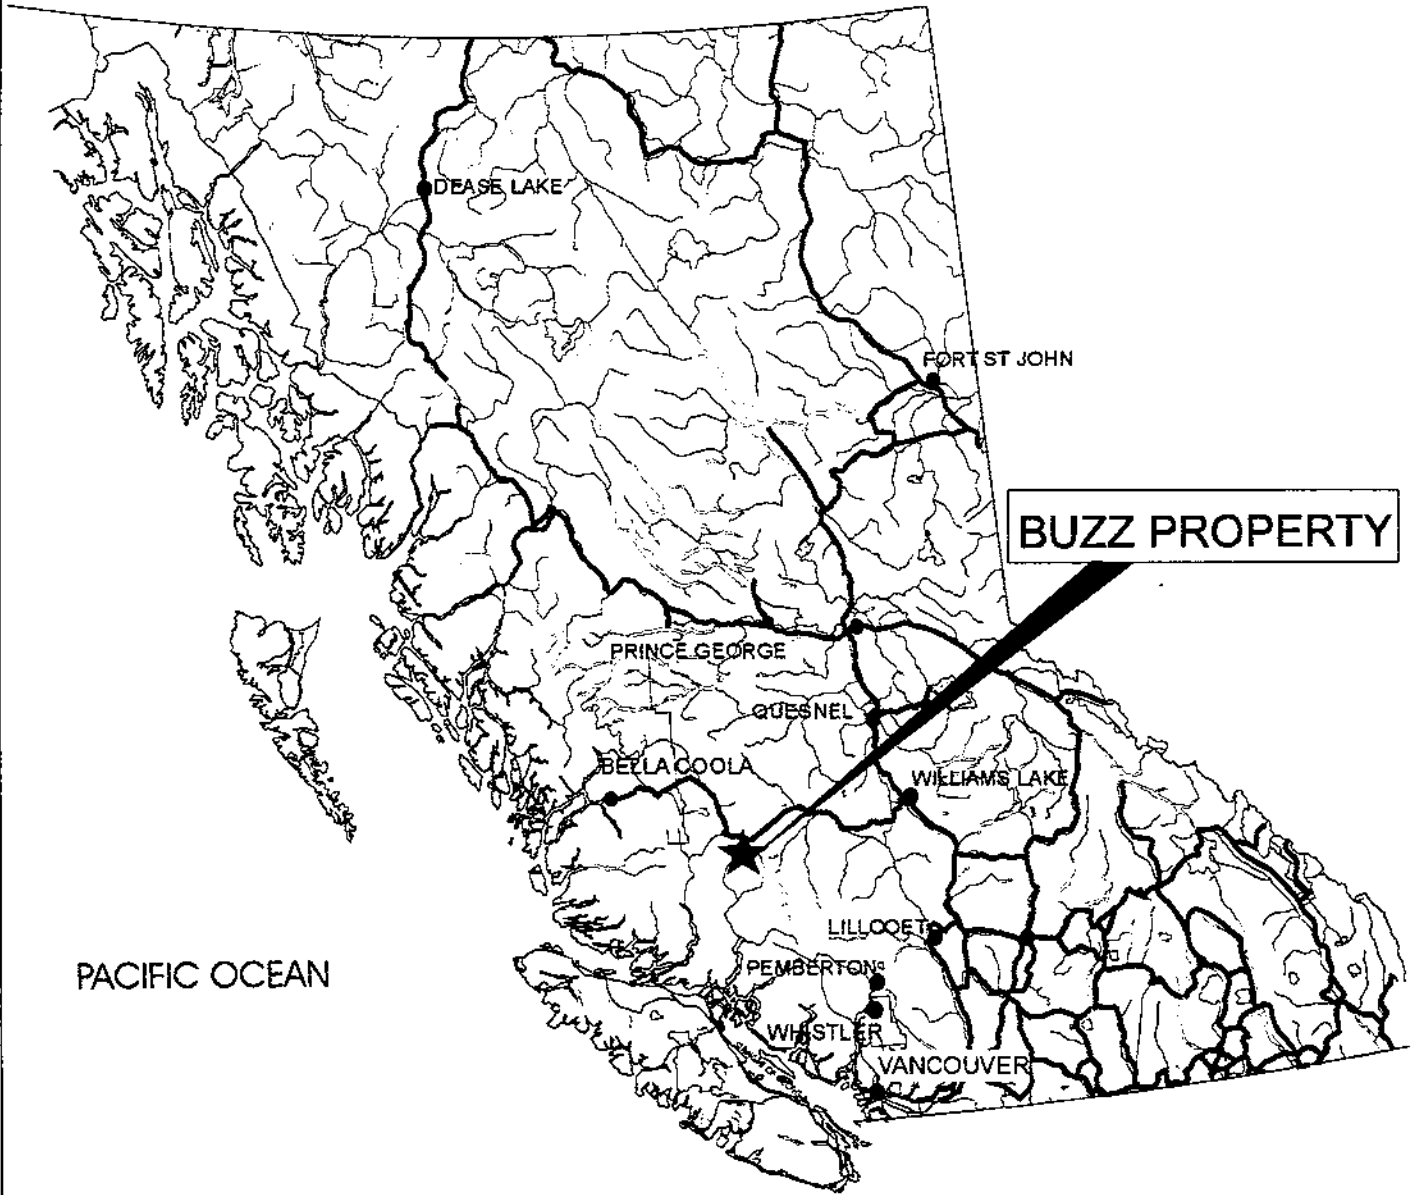 DEASE LAKE
FORT ST JOHN
BUZZ PROPERTY
PRINCE GEORGE
QUESNEL
BELLA COOLA
WILLIAMS LAKE
LILLOOET
PACIFIC OCEAN
PEMBERTON
WHISTLER
VANCOUVER